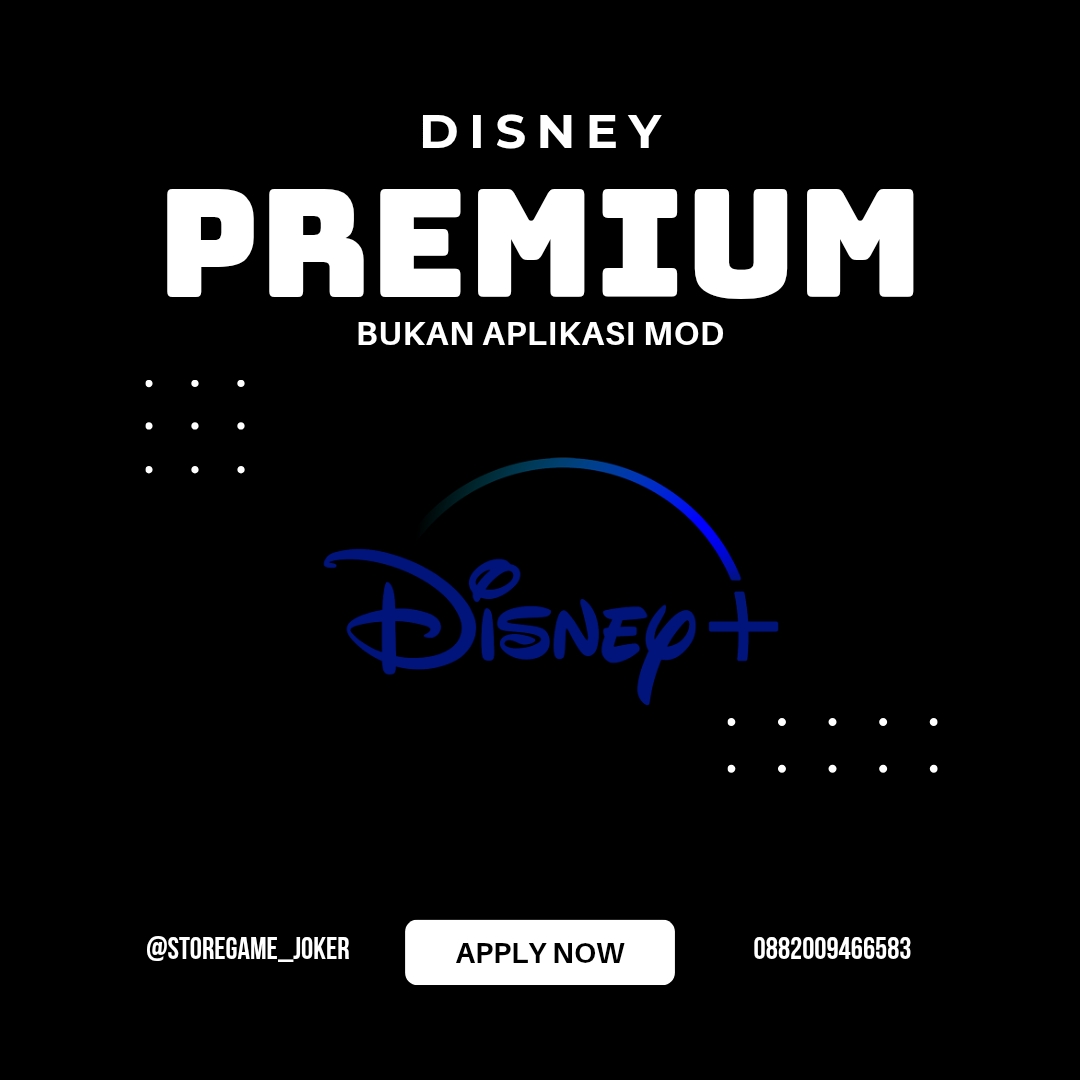 DISNEY
PREMIUM
BUKAN APLIKASI MOD
Disney+
@STOREGAME_JOKER
APPLY NOW
0882009466583